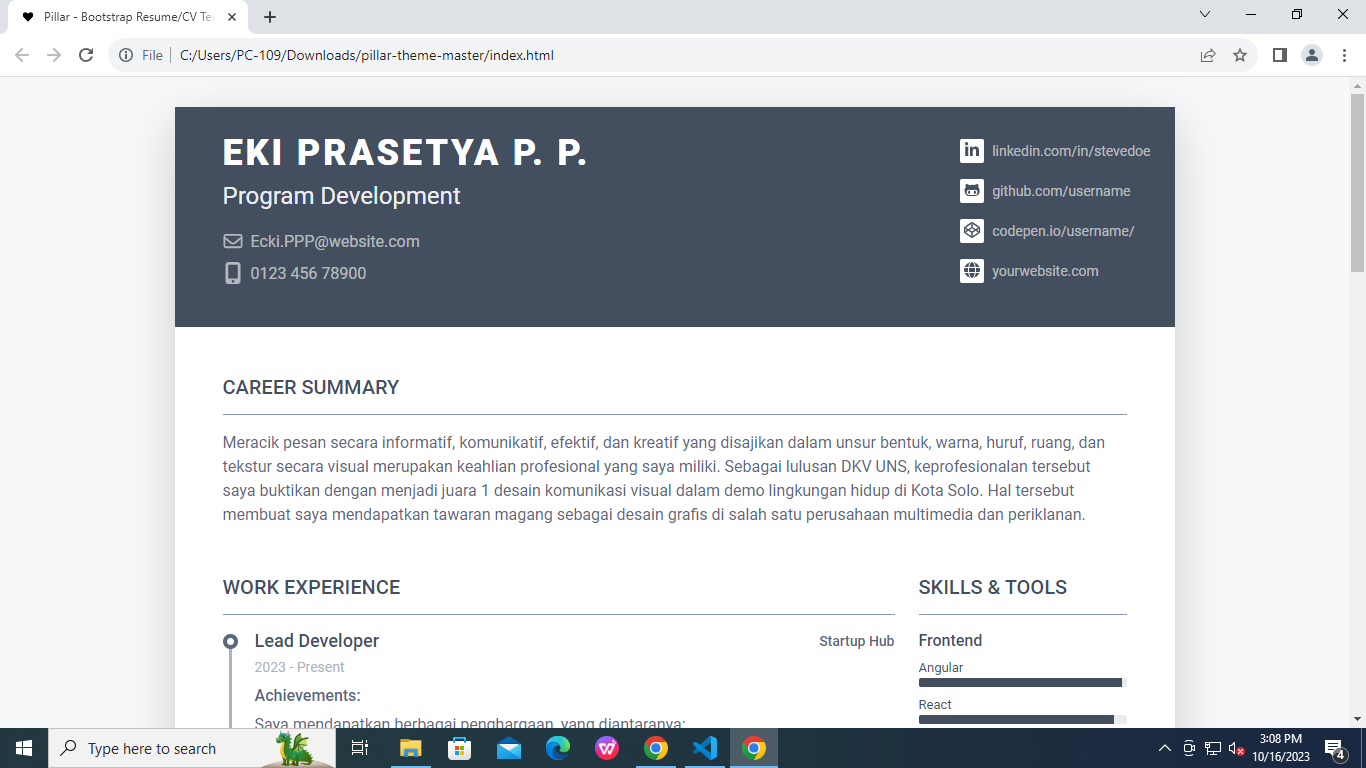 Pillar - Bootstrap Resume/CV Te
File
C:/Users/PC-109/Downloads/pillar-theme-master/index.html
EKI PRASETYA P. P.
Program Development
Ecki.PPP@website.com
0123 456 78900
linkedin.com/in/stevedoe
github.com/username
codepen.io/username/
yourwebsite.com
CAREER SUMMARY
Meracik pesan secara informatif, komunikatif, efektif, dan kreatif yang disajikan dalam unsur bentuk, warna, huruf, ruang, dan
tekstur secara visual merupakan keahlian profesional yang saya miliki. Sebagai lulusan DKV UNS, keprofesionalan tersebut
saya buktikan dengan menjadi juara 1 desain komunikasi visual dalam demo lingkungan hidup di Kota Solo. Hal tersebut
membuat saya mendapatkan tawaran magang sebagai desain grafis di salah satu perusahaan multimedia dan periklanan.
WORK EXPERIENCE
Lead Developer
Startup Hub
2023 - Present
Achievements:
Saya mendapatkan berbagai penghargaan, yang diantaranya:
SKILLS & TOOLS
Frontend
Angular
React
Type here to search
3:08 PM
10/16/2023
4